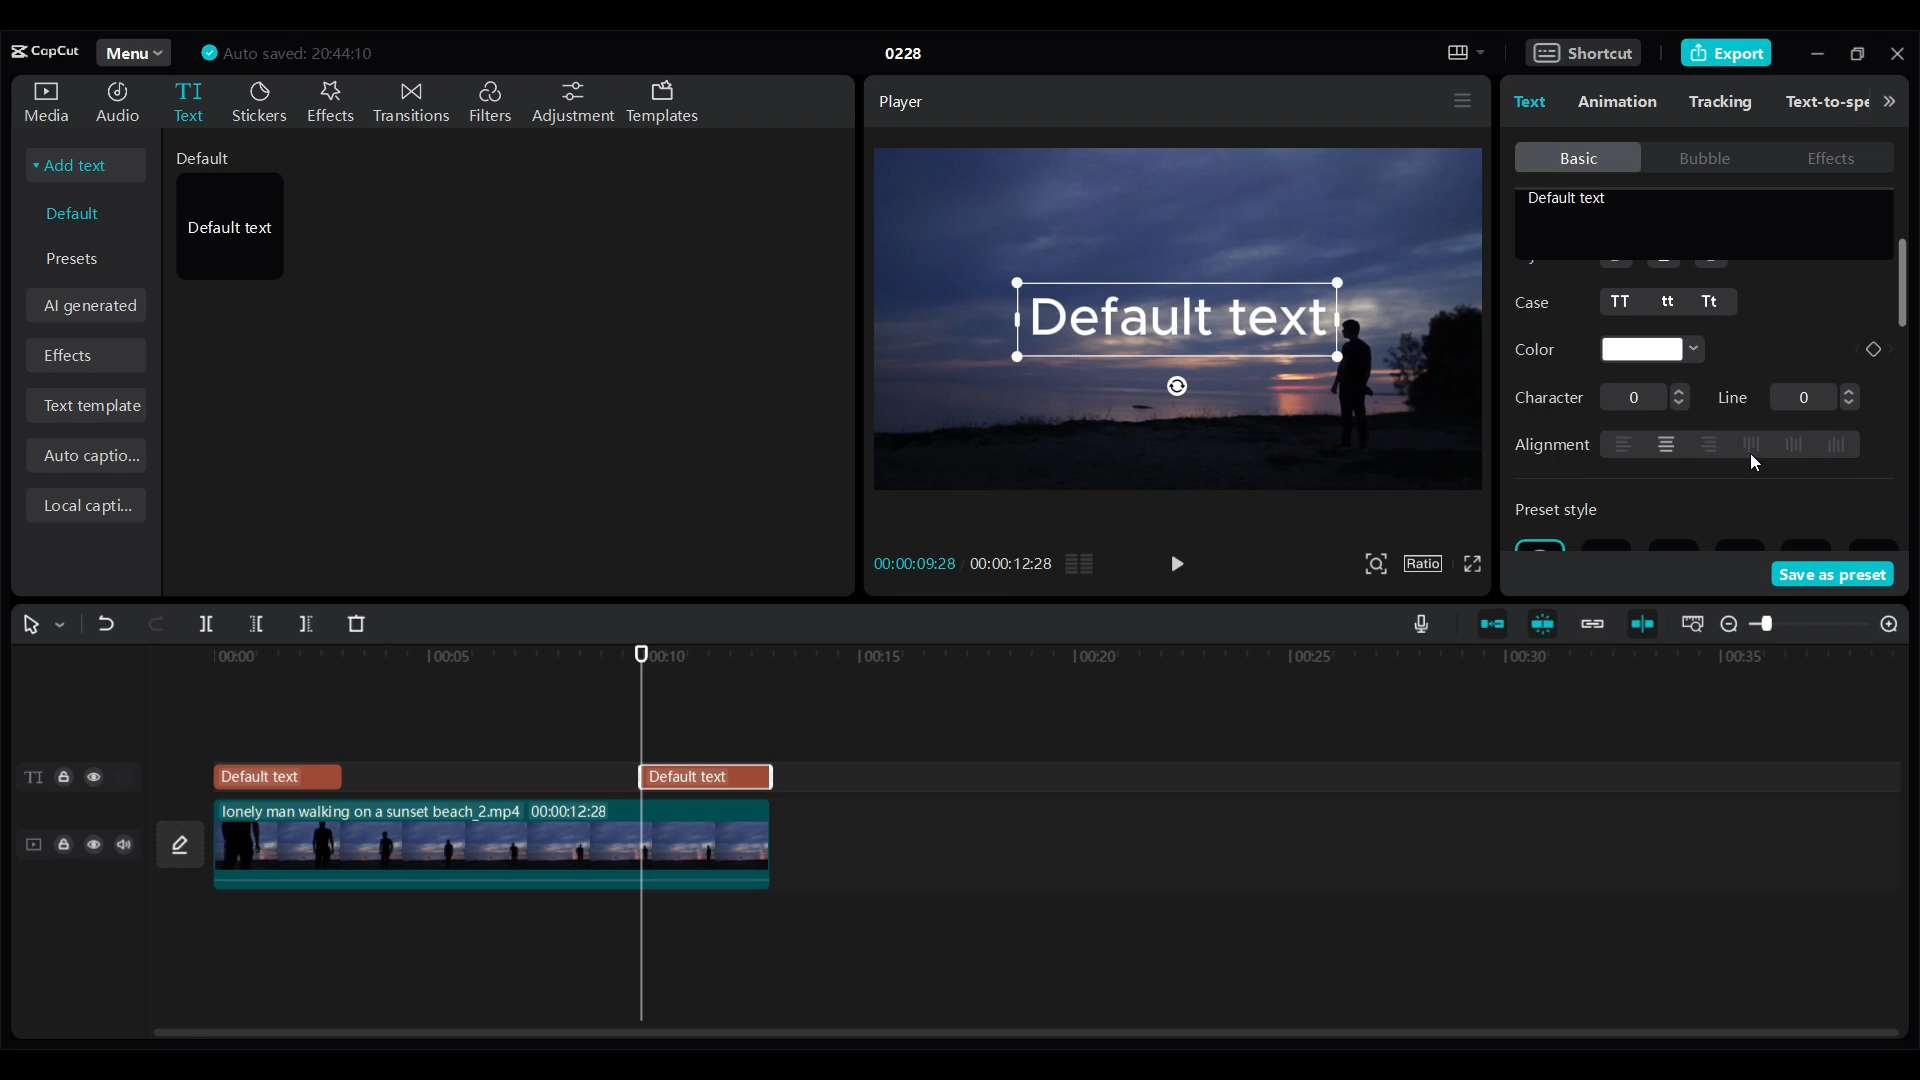 CapCut
Menu
Auto saved: 20:44:10
0228
Shortcut
Export
Media
Audio
TI
Text
Stickers
Effects
Transitions
Filters
Adjustment
Templates
Add text
Default
Presets
AI generated
Effects
Text template
Auto captio...
Local capti...
Default
Default text
Player
Default text
00:00:09:28
00:00:12:28
Ratio
Text
Animation
Tracking
Text-to-spe
Basic
Bubble
Effects
Default text
Case
TT
tt
Tt
Color
Character
0
Line
0
Alignment
Preset style
Save as preset
00:00
00:05
00:10
00:15
00:20
00:25
00:30
00:35
TI
Default text
Default text
lonely man walking on a sunset beach_2.mp4
00:00:12:28